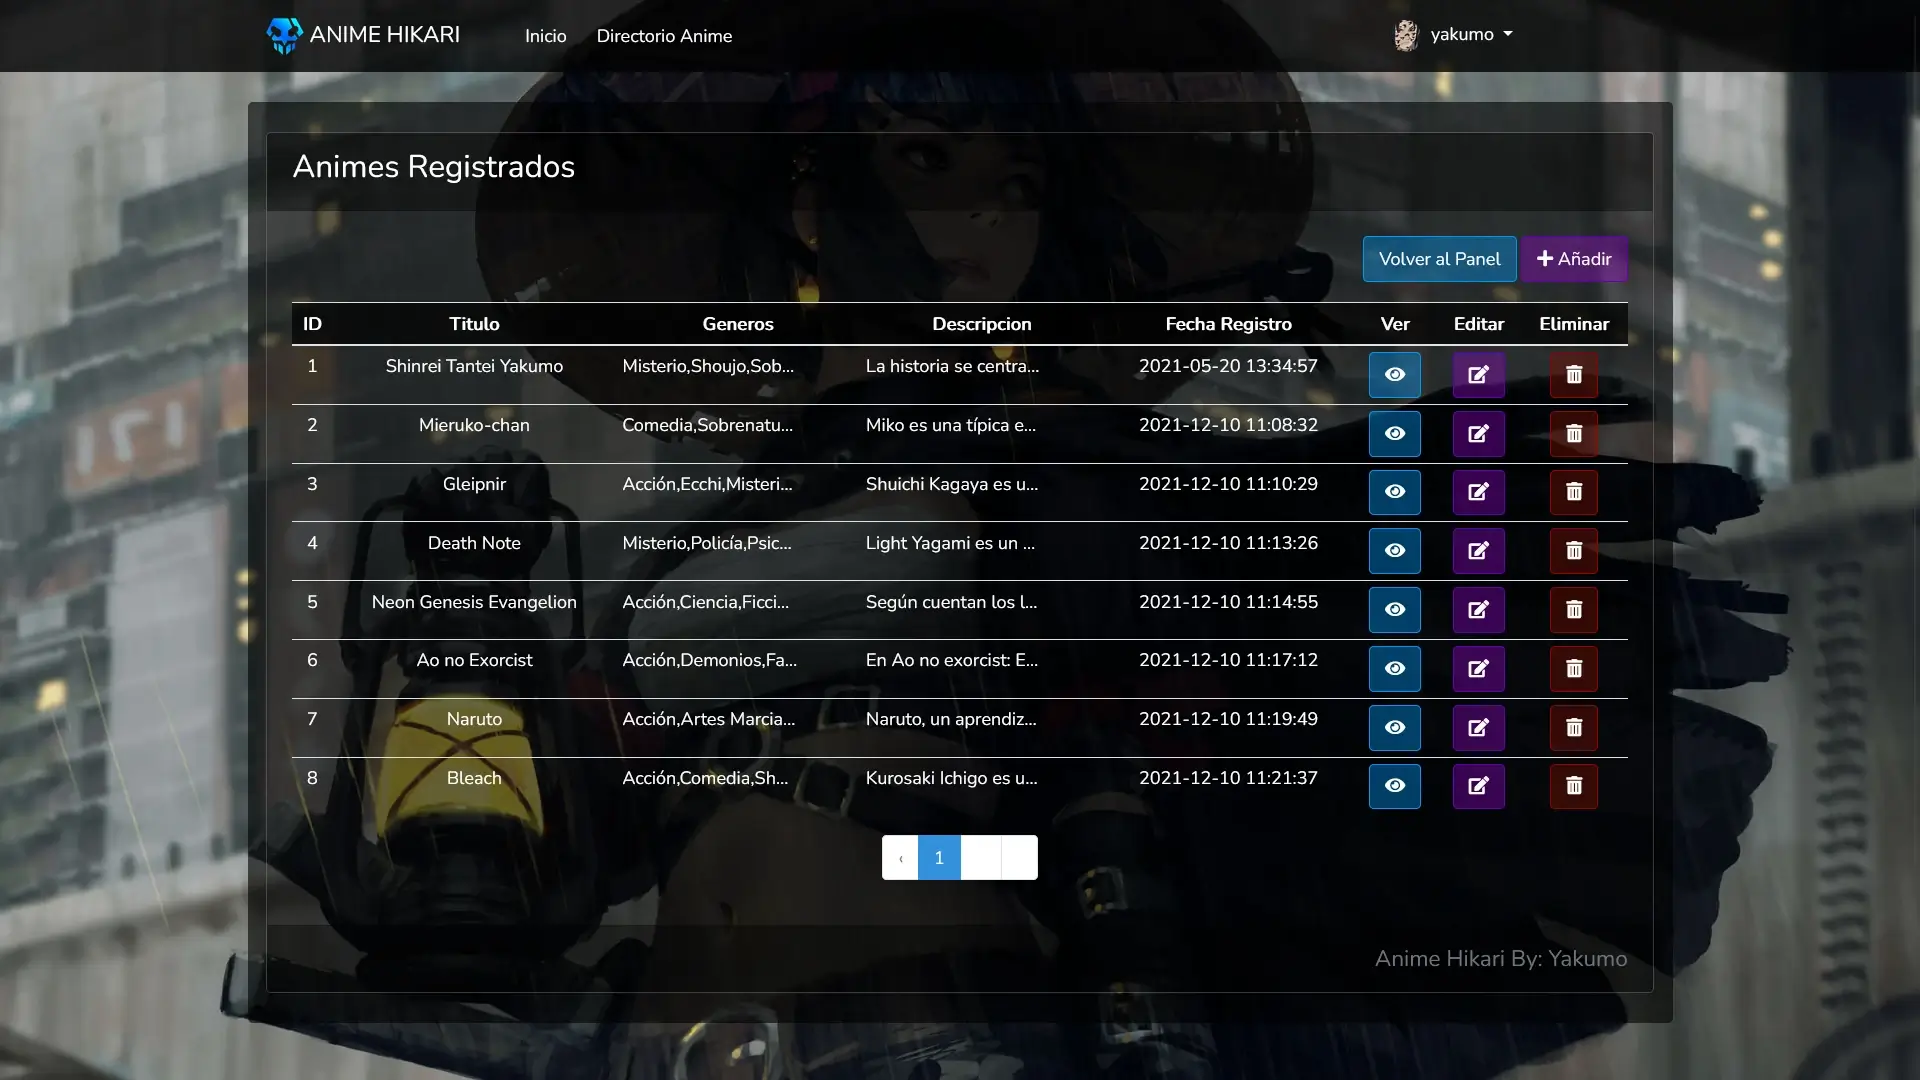 ANIME HIKARI Inicio Directorio Anime yakumo
Animes Registrados
Volver al Panel Añadir
ID Titulo Generos Descripcion Fecha Registro Ver Editar Eliminar
1 Shinrei Tantei Yakumo Misterio,Shoujo,Sob... La historia se centra... 2021-05-20 13:34:57
2 Mieruko-chan Comedia,Sobrenatu... Miko es una típica e... 2021-12-10 11:08:32
3 Gleipnir Acción,Ecchi,Misteri... Shuichi Kagaya es u... 2021-12-10 11:10:29
4 Death Note Misterio,Policía,Psic... Light Yagami es un ... 2021-12-10 11:13:26
5 Neon Genesis Evangelion Acción,Ciencia,Ficci... Según cuentan los l... 2021-12-10 11:14:55
6 Ao no Exorcist Acción,Demonios,Fa... En Ao no exorcist: E... 2021-12-10 11:17:12
7 Naruto Acción,Artes Marcia... Naruto, un aprendiz... 2021-12-10 11:19:49
8 Bleach Acción,Comedia,Sh... Kurosaki Ichigo es u... 2021-12-10 11:21:37
‹ 1
Anime Hikari By: Yakumo